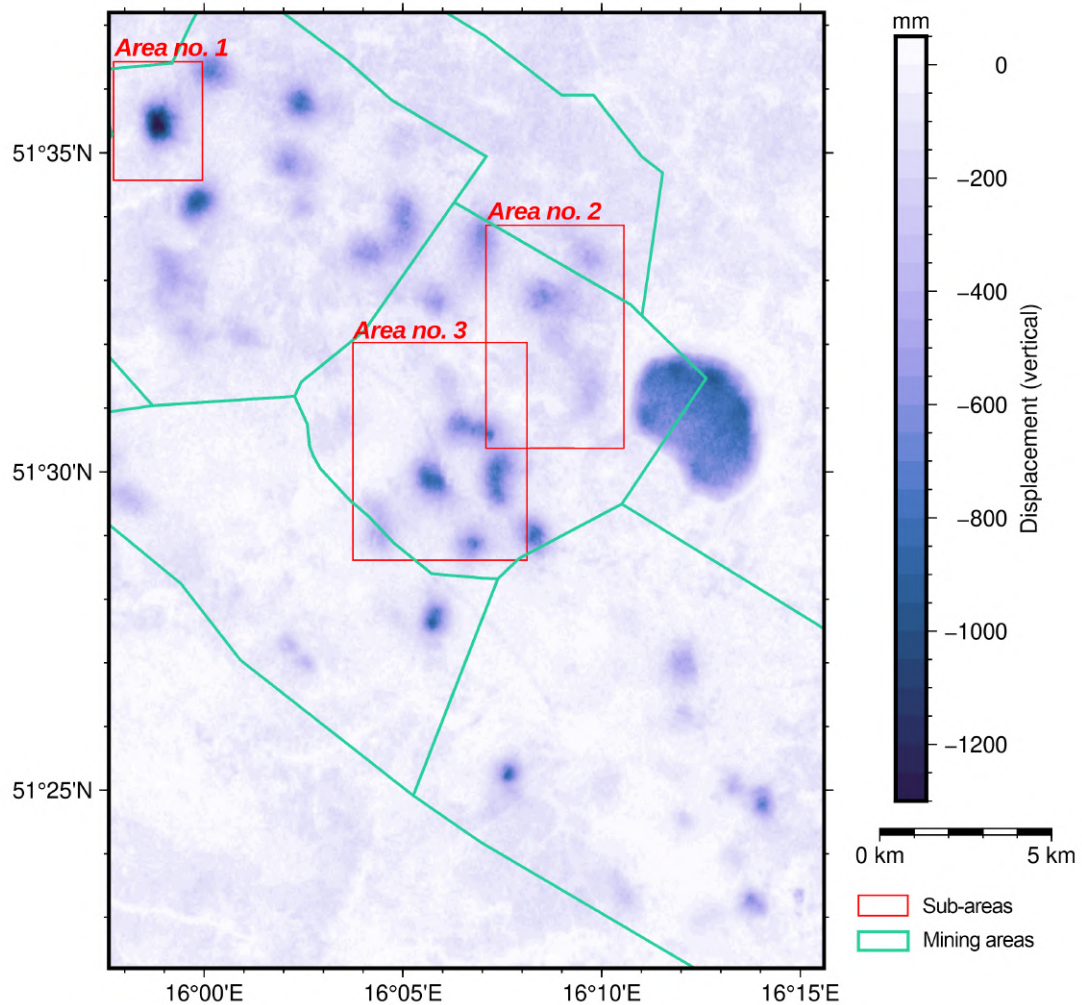 mm
Area no. 1
0
51°35'N
−200
Area no. 2
−400
Area no. 3
Displacement (vertical)
−600
51°30'N
−800
−1000
−1200
51°25'N
0 km
5 km
Sub-areas
Mining areas
16°00'E
16°05'E
16°10'E
16°15'E